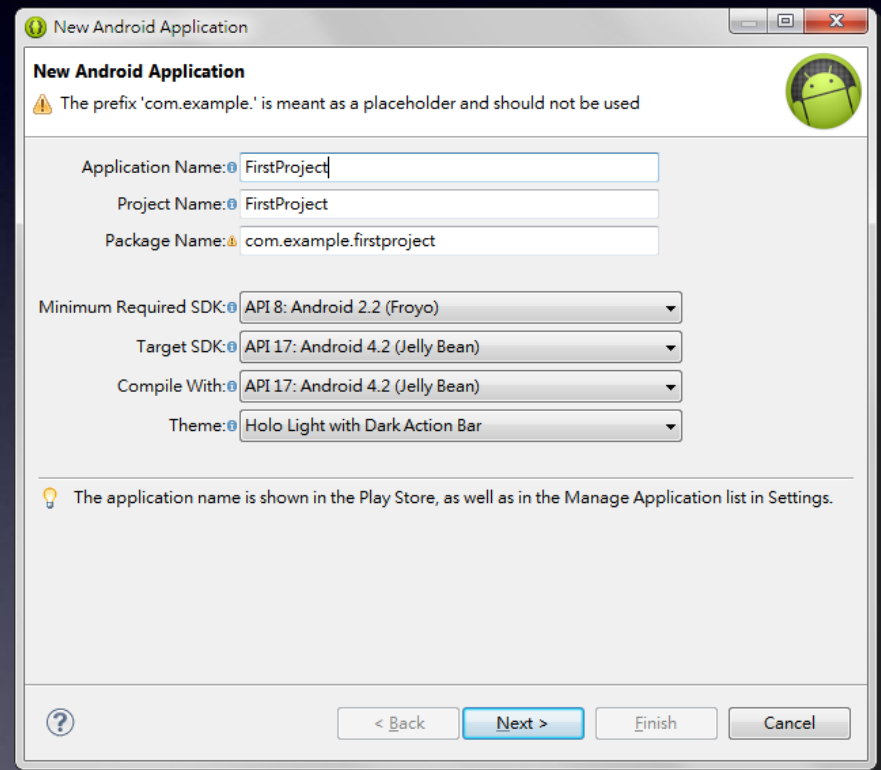 New Android Application
New Android Application
The prefix 'com.example.' is meant as a placeholder and should not be used
Application Name: FirstProject
Project Name: FirstProject
Package Name: com.example.firstproject
Minimum Required SDK: API 8: Android 2.2 (Froyo)
Target SDK: API 17: Android 4.2 (Jelly Bean)
Compile With: API 17: Android 4.2 (Jelly Bean)
Theme: Holo Light with Dark Action Bar
The application name is shown in the Play Store, as well as in the Manage Application list in Settings.
? < Back Next > Finish Cancel